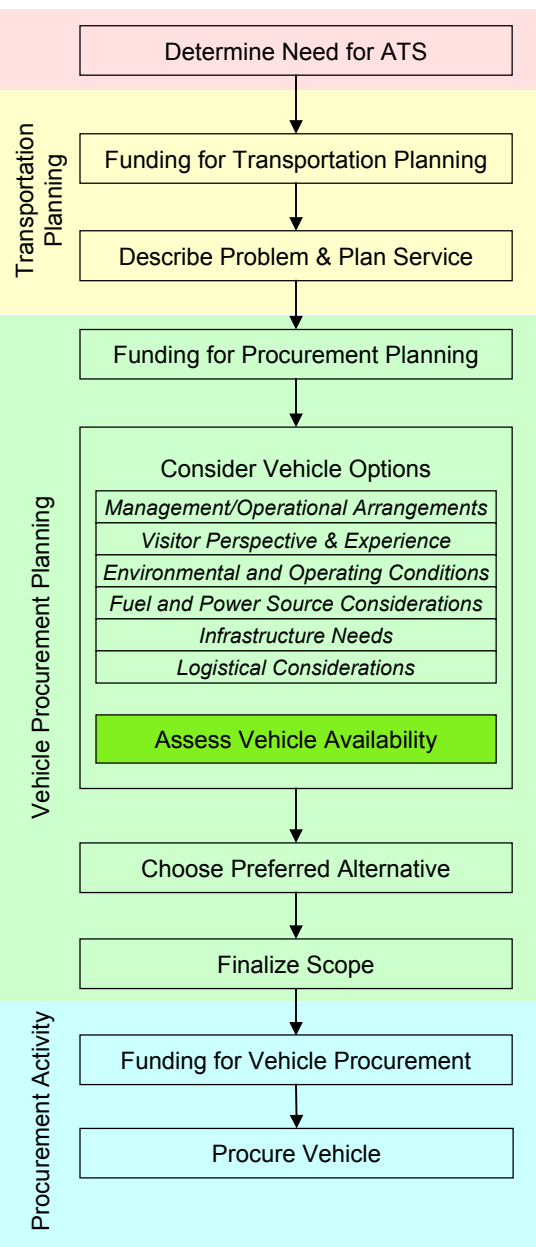 Determine Need for ATS
Transportation
Planning
Funding for Transportation Planning
Describe Problem & Plan Service
Vehicle Procurement Planning
Funding for Procurement Planning
Consider Vehicle Options
Management/Operational Arrangements
Visitor Perspective & Experience
Environmental and Operating Conditions
Fuel and Power Source Considerations
Infrastructure Needs
Logistical Considerations
Assess Vehicle Availability
Choose Preferred Alternative
Finalize Scope
Procurement Activity
Funding for Vehicle Procurement
Procure Vehicle